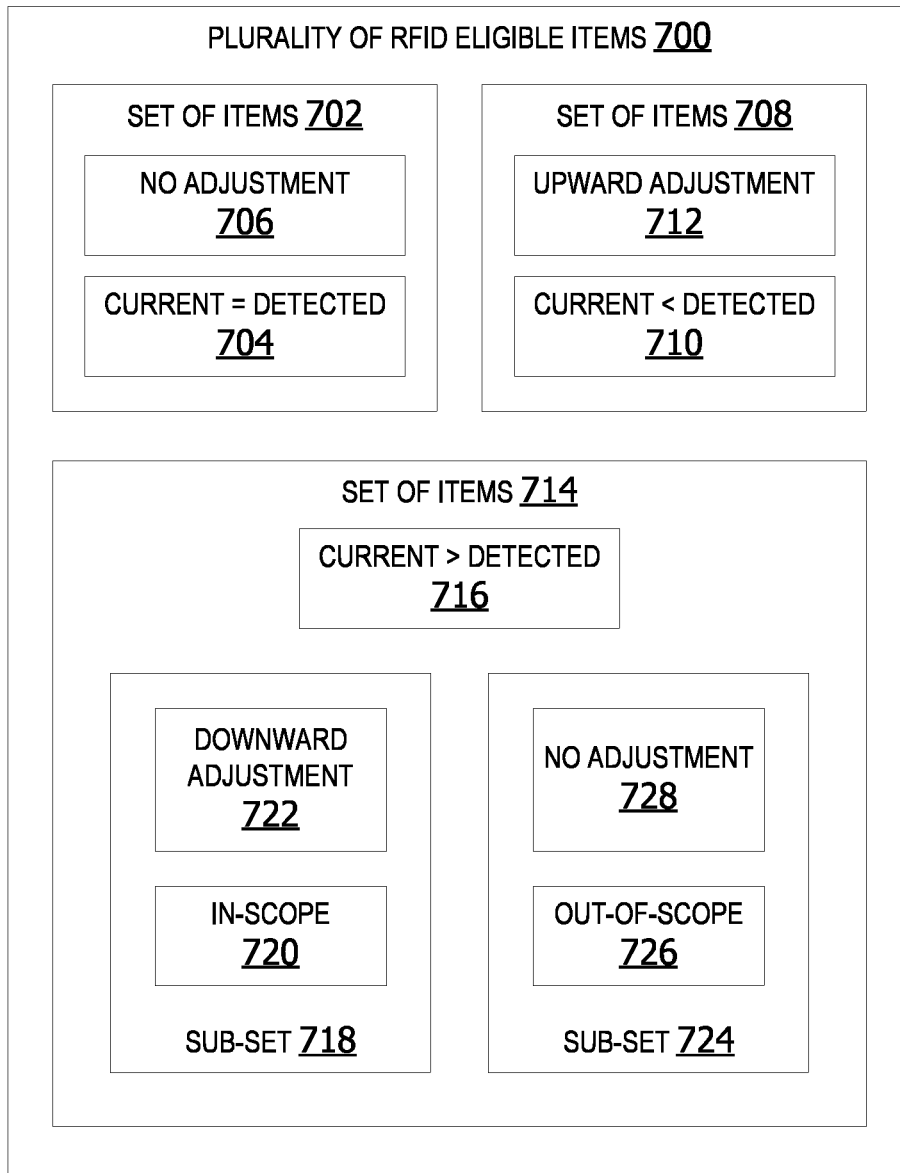 PLURALITY OF RFID ELIGIBLE ITEMS 700
SET OF ITEMS 702
NO ADJUSTMENT
706
CURRENT = DETECTED
704
SET OF ITEMS 708
UPWARD ADJUSTMENT
712
CURRENT < DETECTED
710
SET OF ITEMS 714
CURRENT > DETECTED
716
DOWNWARD
ADJUSTMENT
722
IN-SCOPE
720
SUB-SET 718
NO ADJUSTMENT
728
OUT-OF-SCOPE
726
SUB-SET 724